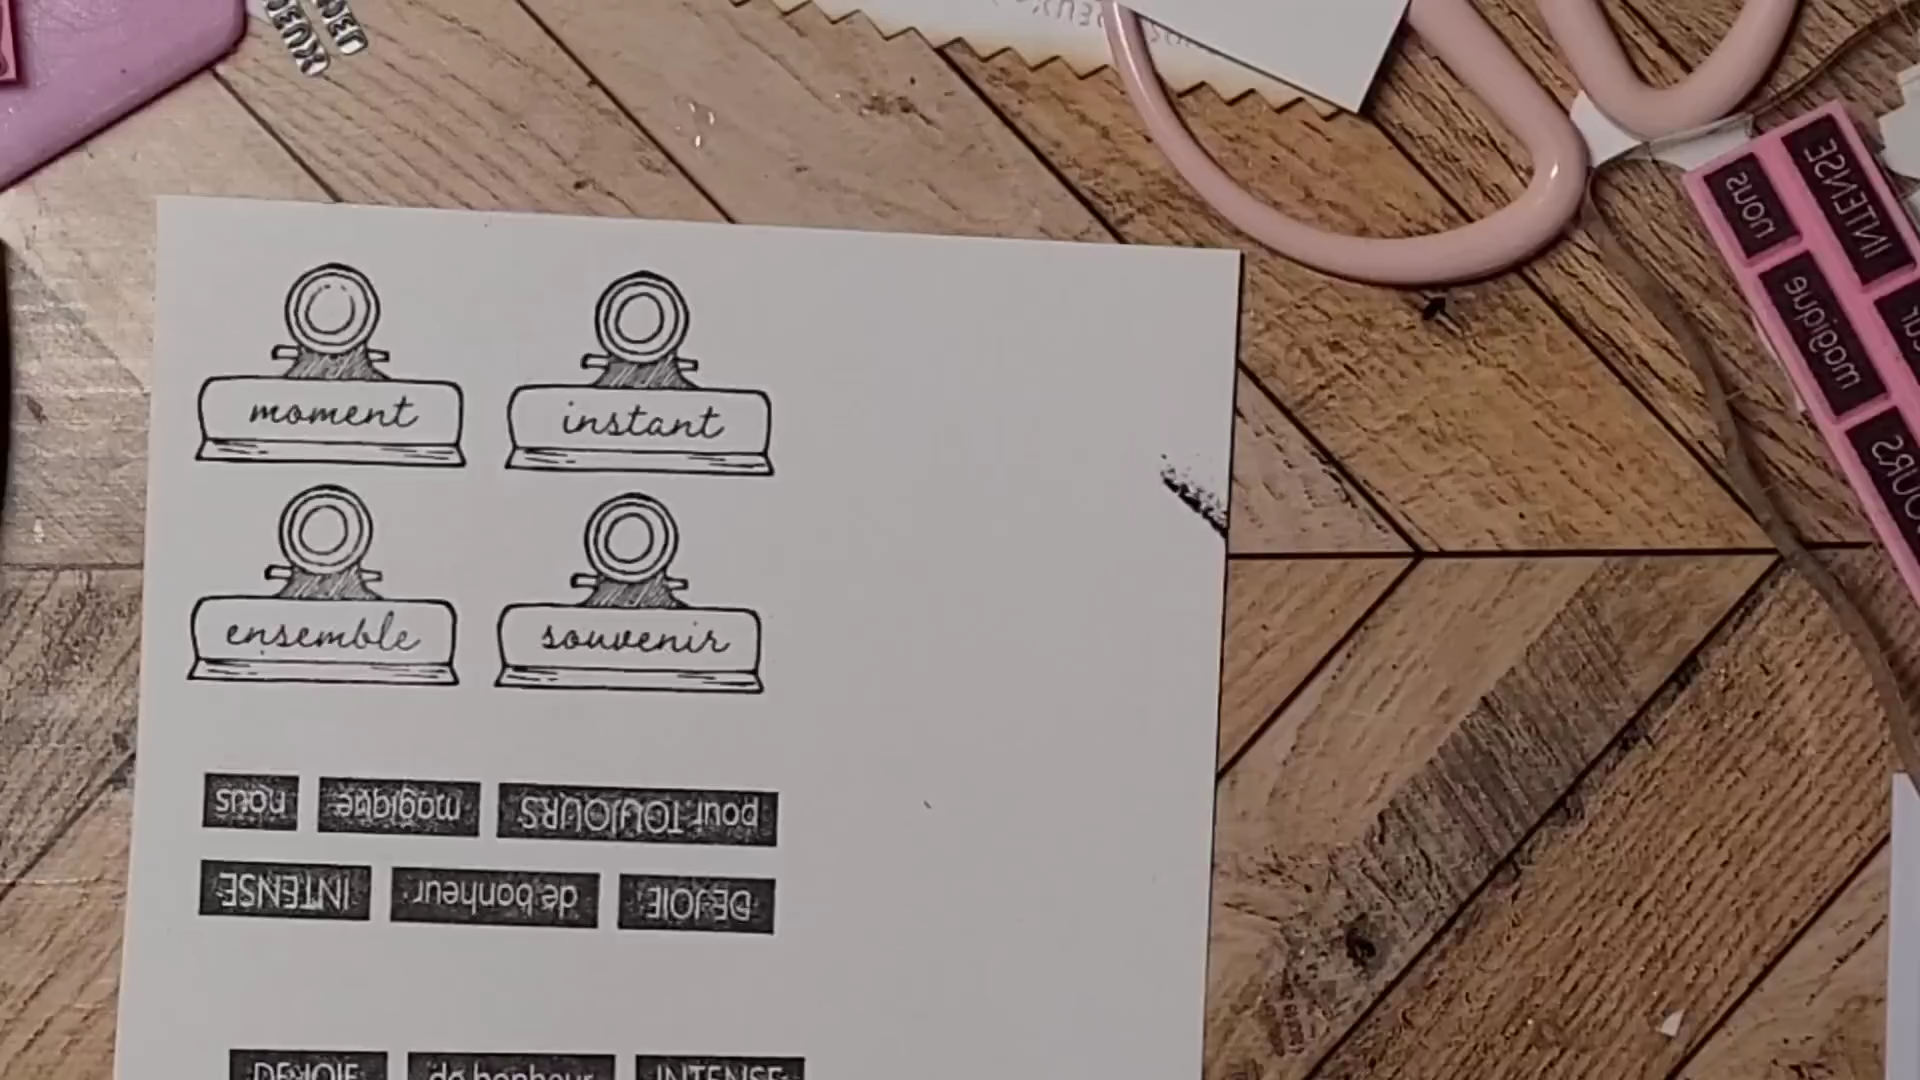 moment instant
ensemble souvenir
nous magique pour TOUJOURS
INTENSE de bonheur DE JOIE
DE JOIE de bonheur INTENSE
INTENSE
nous
magique